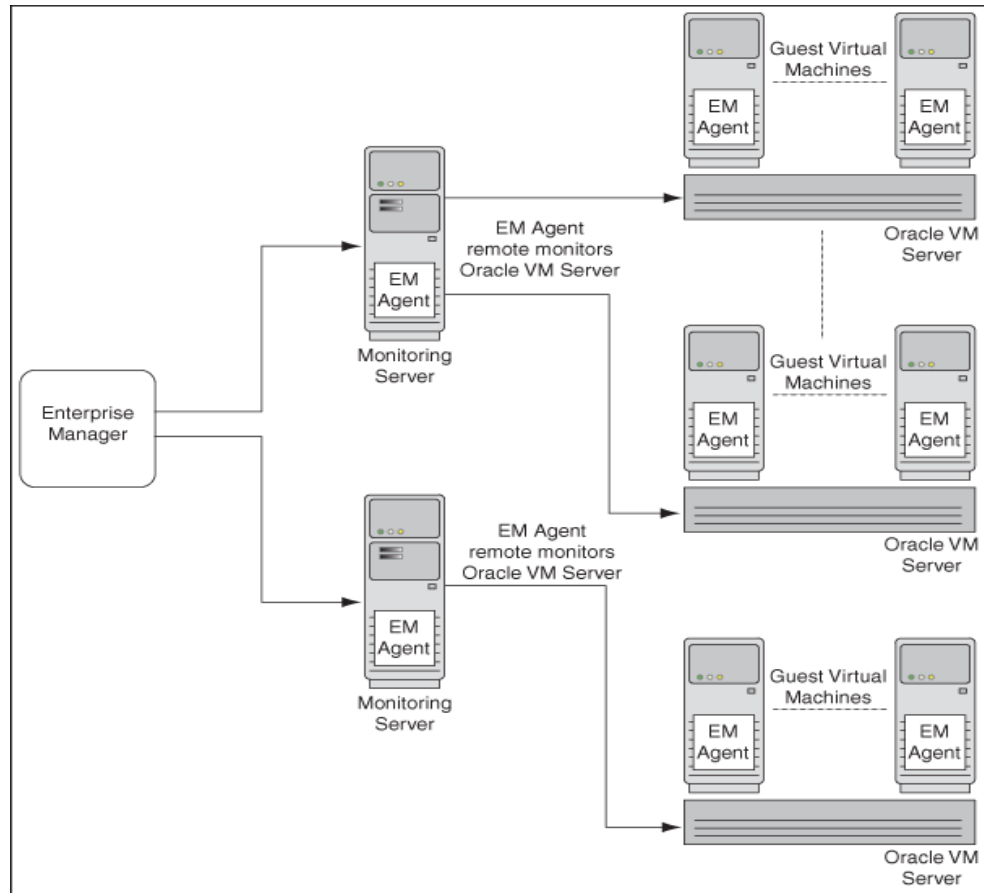 Guest Virtual
Machines
EM
Agent
EM
Agent
Oracle VM
Server
EM Agent
remote monitors
Oracle VM Server
EM
Agent
Monitoring
Server
Guest Virtual
Machines
EM
Agent
EM
Agent
Oracle VM
Server
Enterprise
Manager
EM Agent
remote monitors
Oracle VM Server
EM
Agent
Monitoring
Server
Guest Virtual
Machines
EM
Agent
EM
Agent
Oracle VM
Server